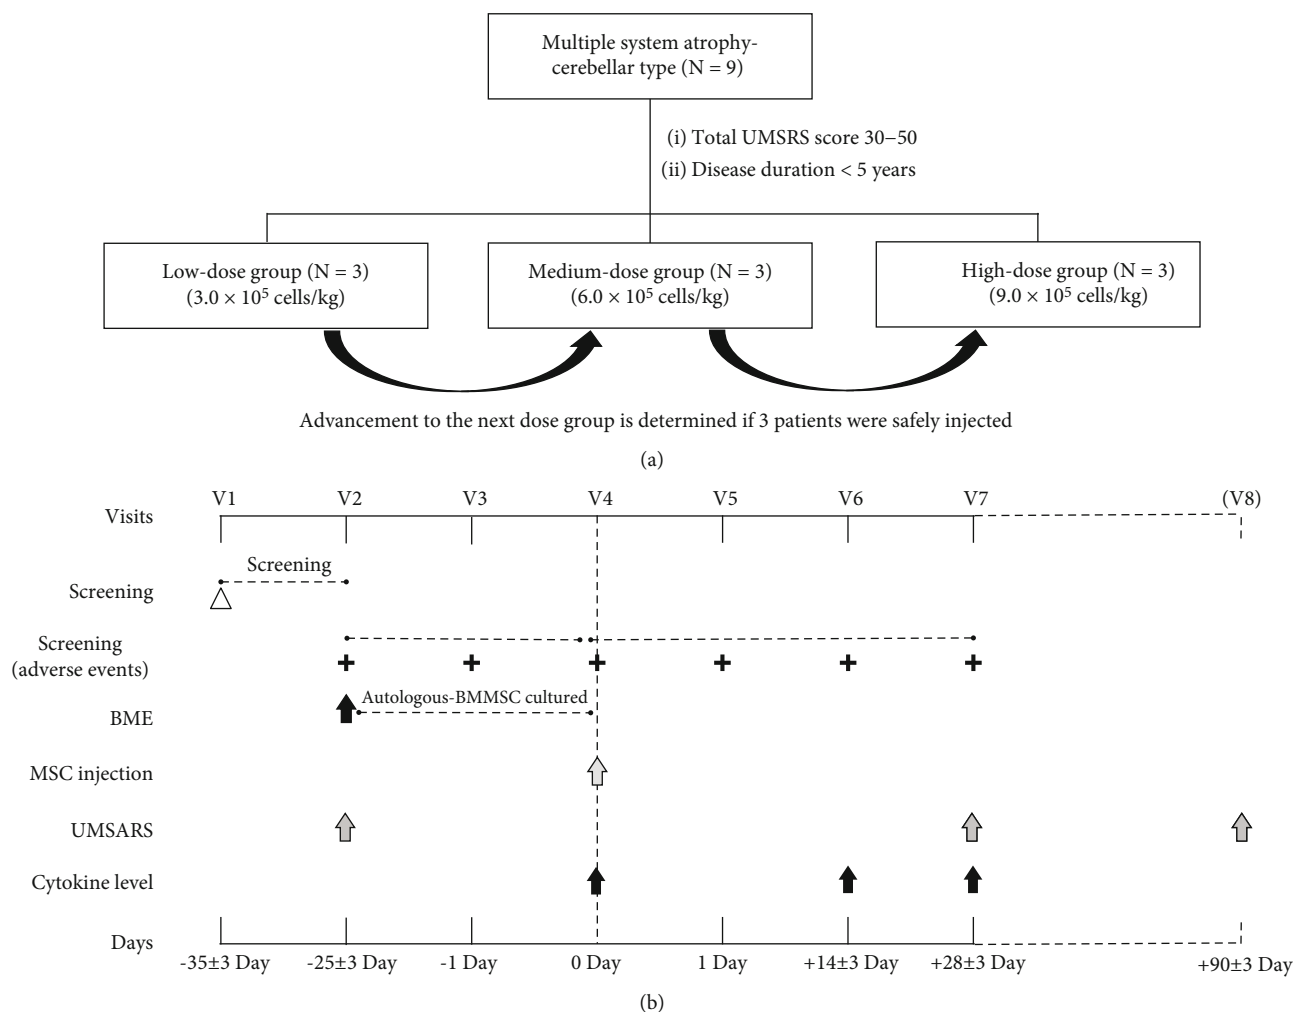 Multiple system atrophy-
cerebellar type (N = 9)
(i) Total UMSRS score 30−50
(ii) Disease duration < 5 years
Low-dose group (N = 3)
(3.0 × 10⁵ cells/kg)
Medium-dose group (N = 3)
(6.0 × 10⁵ cells/kg)
High-dose group (N = 3)
(9.0 × 10⁵ cells/kg)
Advancement to the next dose group is determined if 3 patients were safely injected
(a)
Visits
V1 V2 V3 V4 V5 V6 V7 (V8)
Screening
Screening
Screening
(adverse events)
BME
Autologous-BMMSC cultured
MSC injection
UMSARS
Cytokine level
Days
-35±3 Day -25±3 Day -1 Day 0 Day 1 Day +14±3 Day +28±3 Day +90±3 Day
(b)